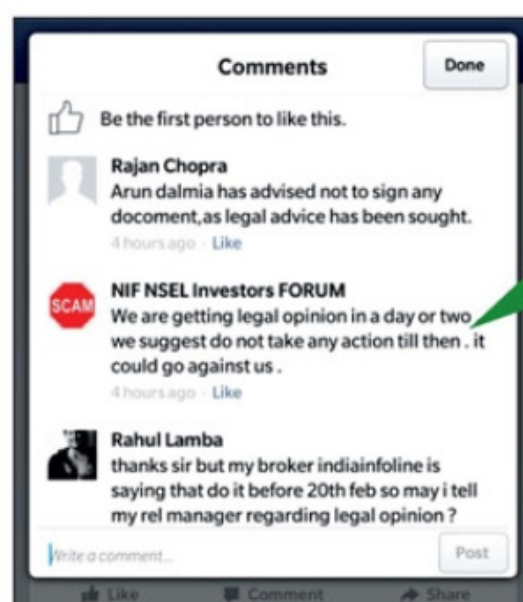 Comments
Done
Be the first person to like this.
Rajan Chopra
Arun dalmia has advised not to sign any
docoment,as legal advice has been sought.
4 hours ago · Like
SCAM
NIF NSEL Investors FORUM
We are getting legal opinion in a day or two
we suggest do not take any action till then . it
could go against us .
4 hours ago · Like
Rahul Lamba
thanks sir but my broker indiainfoline is
saying that do it before 20th feb so may i tell
my rel manager regarding legal opinion ?
Write a comment...
Post
Like
Comment
Share